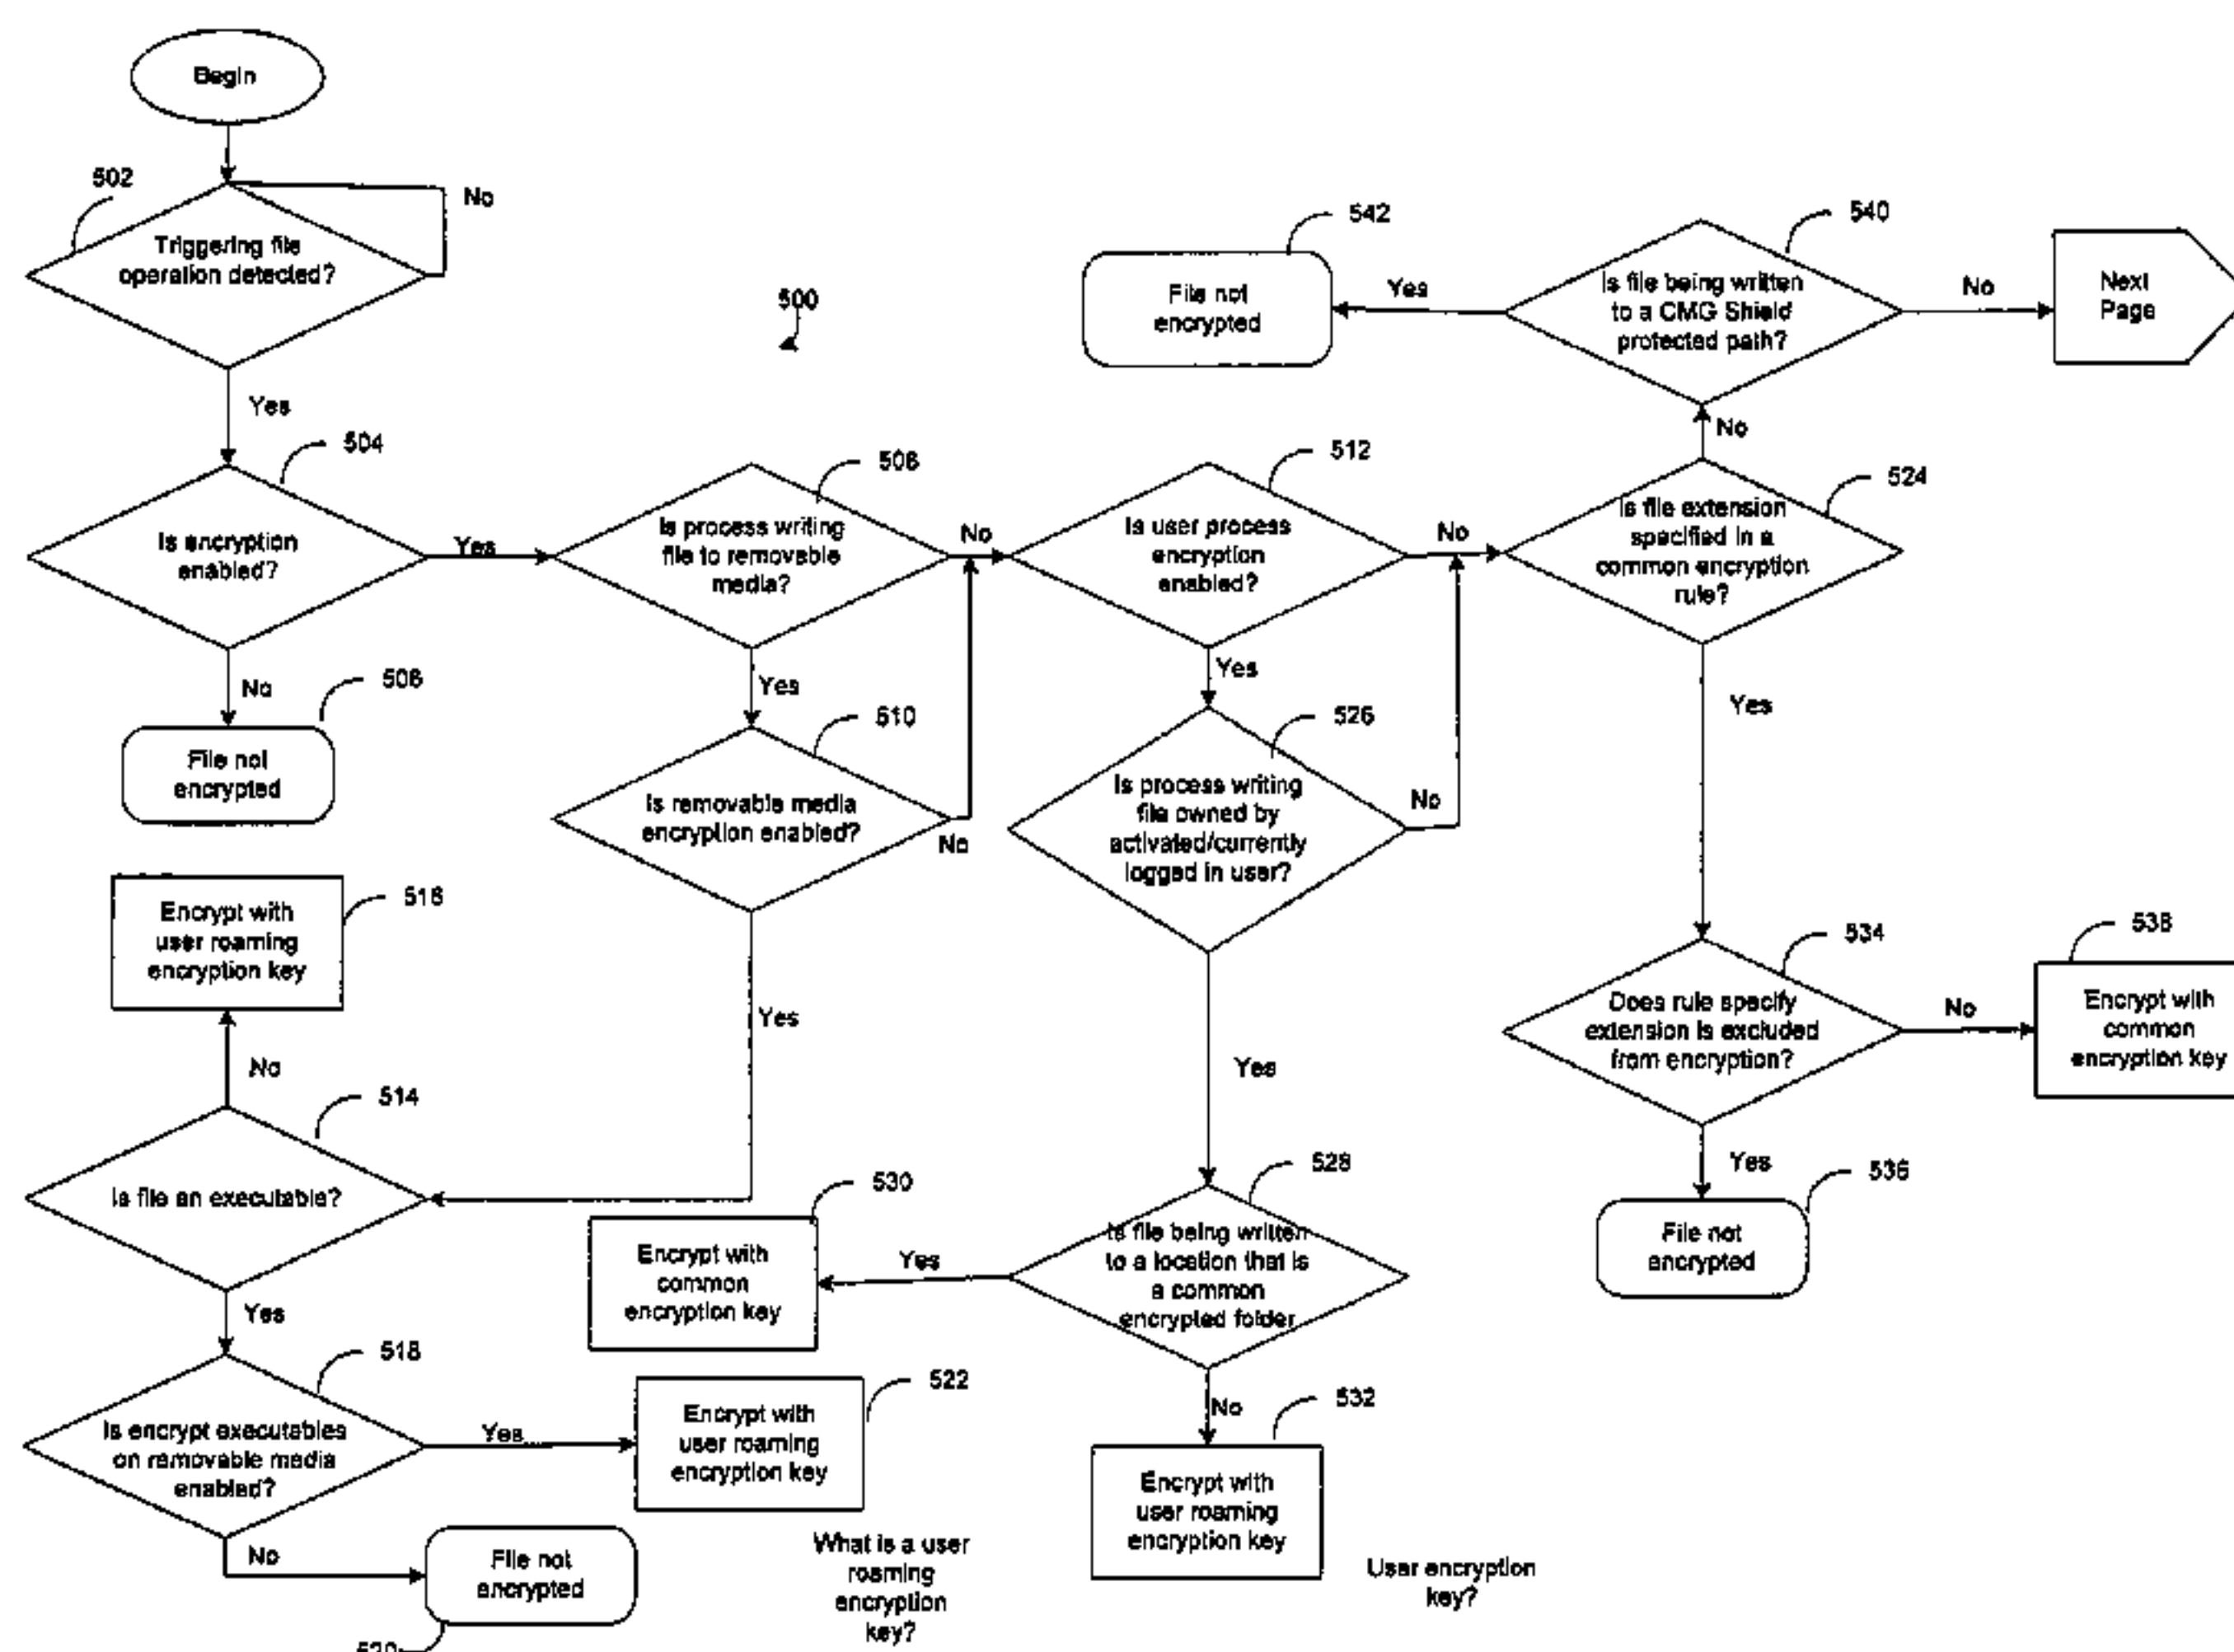 Begin
502
No
Triggering file
operation detected?
Yes
500
542
File not
encrypted
Yes
540
Is file being written
to a CMG Shield
protected path?
No
Next
Page
No
504
Is encryption
enabled?
Yes
No
506
File not
encrypted
508
Is process writing
file to removable
media?
No
Yes
510
Is removable media
encryption enabled?
No
Yes
512
Is user process
encryption
enabled?
No
Yes
526
Is process writing
file owned by
activated/currently
logged in user?
No
Yes
524
Is file extension
specified in a
common encryption
rule?
Yes
534
Does rule specify
extension is excluded
from encryption?
No
538
Encrypt with
common
encryption key
Yes
536
File not
encrypted
516
Encrypt with
user roaming
encryption key
No
514
Is file an executable?
Yes
518
Is encrypt executables
on removable media
enabled?
Yes
522
Encrypt with
user roaming
encryption key
No
File not
encrypted
520
530
Encrypt with
common
encryption key
Yes
528
Is file being written
to a location that is
a common
encrypted folder
No
532
Encrypt with
user roaming
encryption key
What is a user
roaming
encryption
key?
User encryption
key?